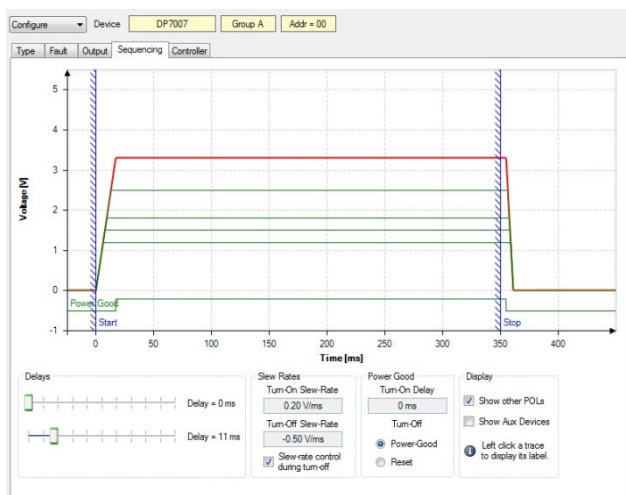 Configure Device DP7007 Group A Addr = 00
Type Fault Output Sequencing Controller
5
4
3
2
1
0
-1
Voltage [V]
Power Good
Start
Stop
0 50 100 150 200 250 300 350 400
Time [ms]
Delays
Delay = 0 ms
Delay = 11 ms
Slew Rates
Turn-On Slew-Rate
0.20 V/ms
Turn-Off Slew-Rate
-0.50 V/ms
Slew-rate control
during turn-off
Power Good
Turn-On Delay
0 ms
Turn-Off
Power-Good
Reset
Display
Show other POLs
Show Aux Devices
Left click a trace
to display its label.